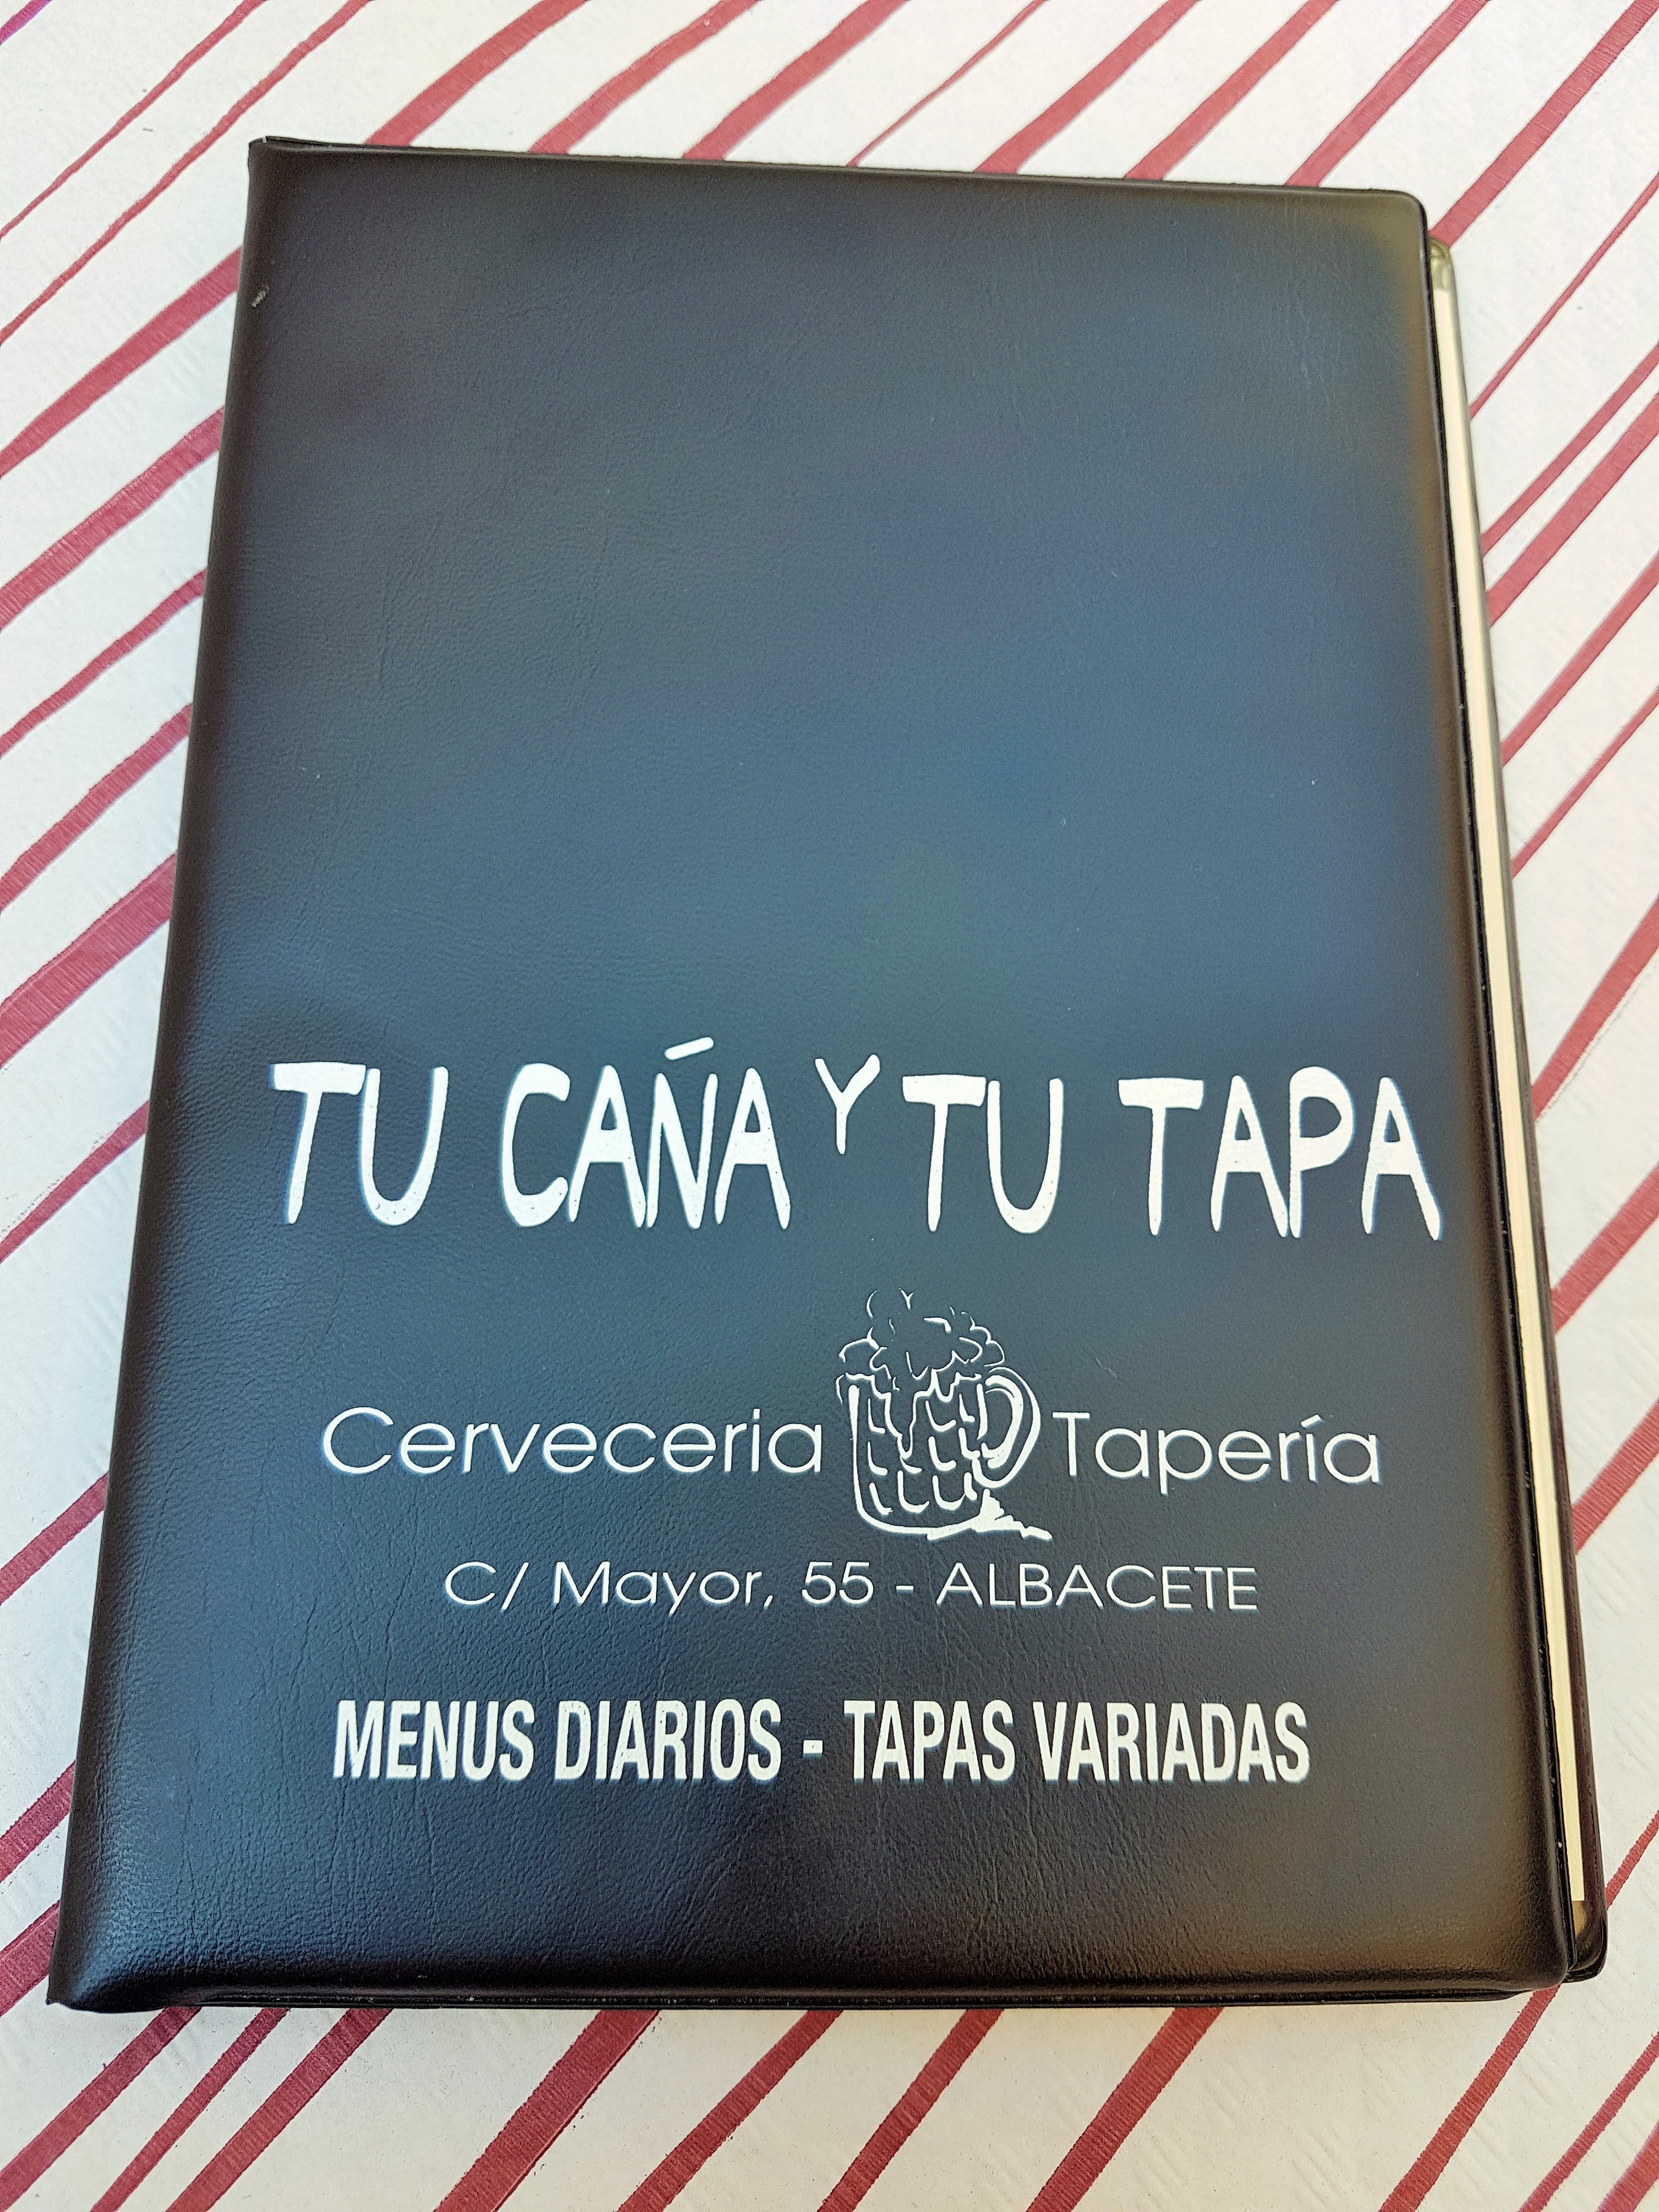 TU CAÑA Y TU TAPA
Cerveceria Tapería
C/ Mayor, 55 - ALBACETE
MENUS DIARIOS - TAPAS VARIADAS